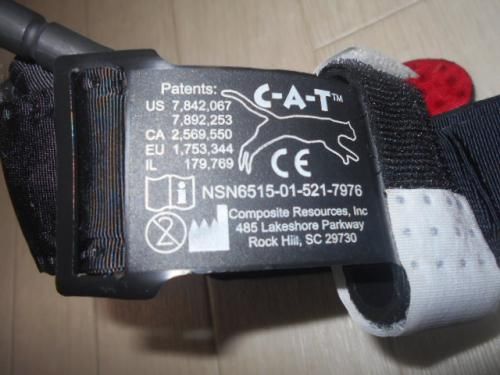 Patents:
US 7,842,067
7,892,253
CA 2,569,550
EU 1,753,344
IL 179,769
C-A-T™
CE
NSN6515-01-521-7976
Composite Resources, Inc
485 Lakeshore Parkway
Rock Hill, SC 29730